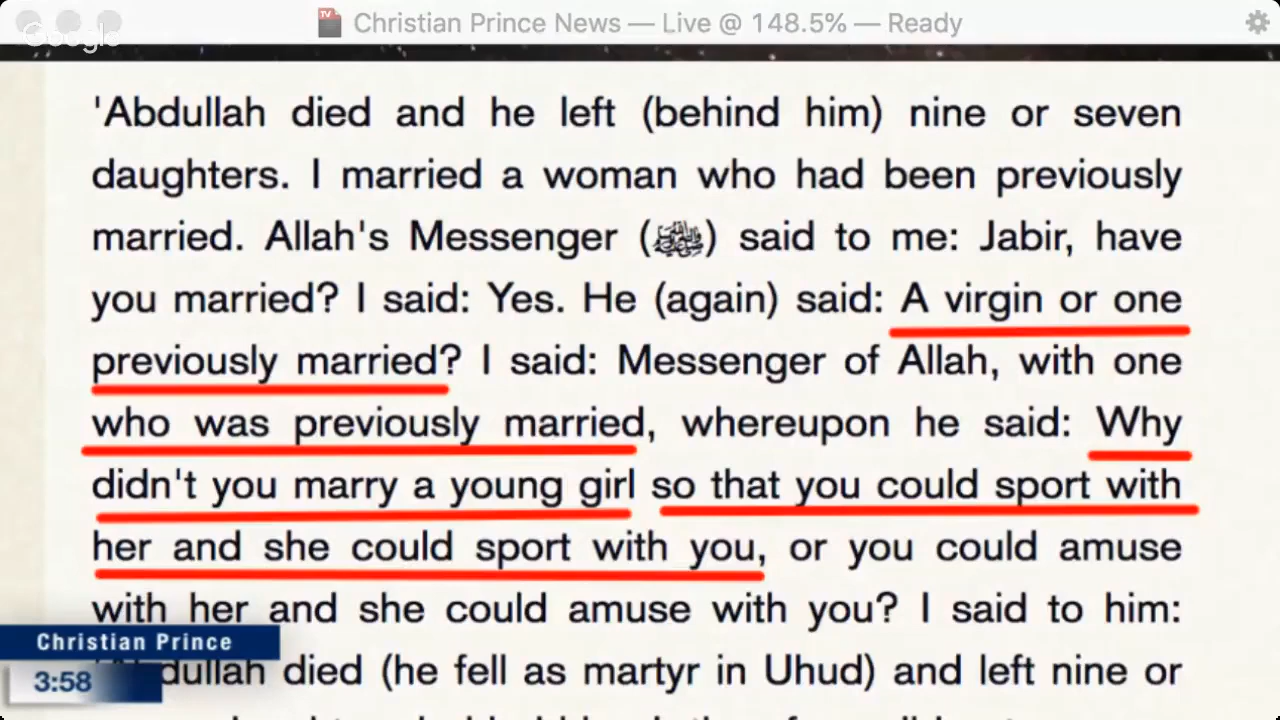 Christian Prince News — Live @ 148.5% — Ready
Google
'Abdullah died and he left (behind him) nine or seven
daughters. I married a woman who had been previously
married. Allah's Messenger (ﷺ) said to me: Jabir, have
you married? I said: Yes. He (again) said: A virgin or one
previously married? I said: Messenger of Allah, with one
who was previously married, whereupon he said: Why
didn't you marry a young girl so that you could sport with
her and she could sport with you, or you could amuse
with her and she could amuse with you? I said to him:
'Abdullah died (he fell as martyr in Uhud) and left nine or
Christian Prince
3:58